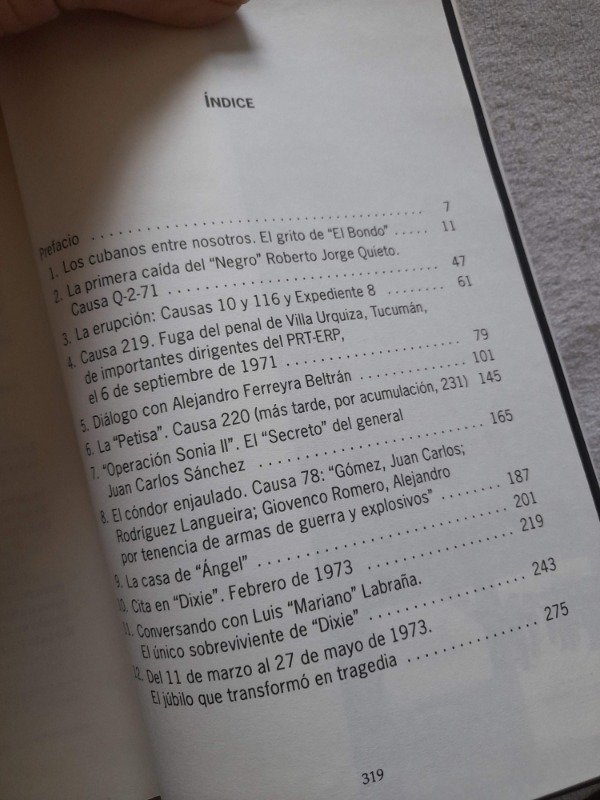 ÍNDICE
Prefacio . . . . . . . . . . . . . . . . . . . . . . . . . . . . . . . . . . . . . . . . . . . 7
1. Los cubanos entre nosotros. El grito de “El Bondo” . . . . . 11
2. La primera caída del “Negro” Roberto Jorge Quieto.
Causa Q-2-71 . . . . . . . . . . . . . . . . . . . . . . . . . . . . . . . . . . . . 47
3. La erupción: Causas 10 y 116 y Expediente 8 . . . . . . . . 61
4. Causa 219. Fuga del penal de Villa Urquiza, Tucumán,
de importantes dirigentes del PRT-ERP,
el 6 de septiembre de 1971 . . . . . . . . . . . . . . . . . . . . . 79
5. Diálogo con Alejandro Ferreyra Beltrán . . . . . . . . . . . . . 101
6. La “Petisa”. Causa 220 (más tarde, por acumulación, 231) 145
7. “Operación Sonia II”. El “Secreto” del general
Juan Carlos Sánchez . . . . . . . . . . . . . . . . . . . . . . . . . . 165
8. El cóndor enjaulado. Causa 78: “Gómez, Juan Carlos;
Rodríguez Langueira; Giovenco Romero, Alejandro
por tenencia de armas de guerra y explosivos” . . . . . . . . . 187
9. La casa de “Ángel” . . . . . . . . . . . . . . . . . . . . . . . . . . . . 201
10. Cita en “Dixie”. Febrero de 1973 . . . . . . . . . . . . . . . . . 219
11. Conversando con Luis “Mariano” Labraña.
El único sobreviviente de “Dixie” . . . . . . . . . . . . . . . . . 243
12. Del 11 de marzo al 27 de mayo de 1973.
El júbilo que transformó en tragedia . . . . . . . . . . . . . . . . 275
319